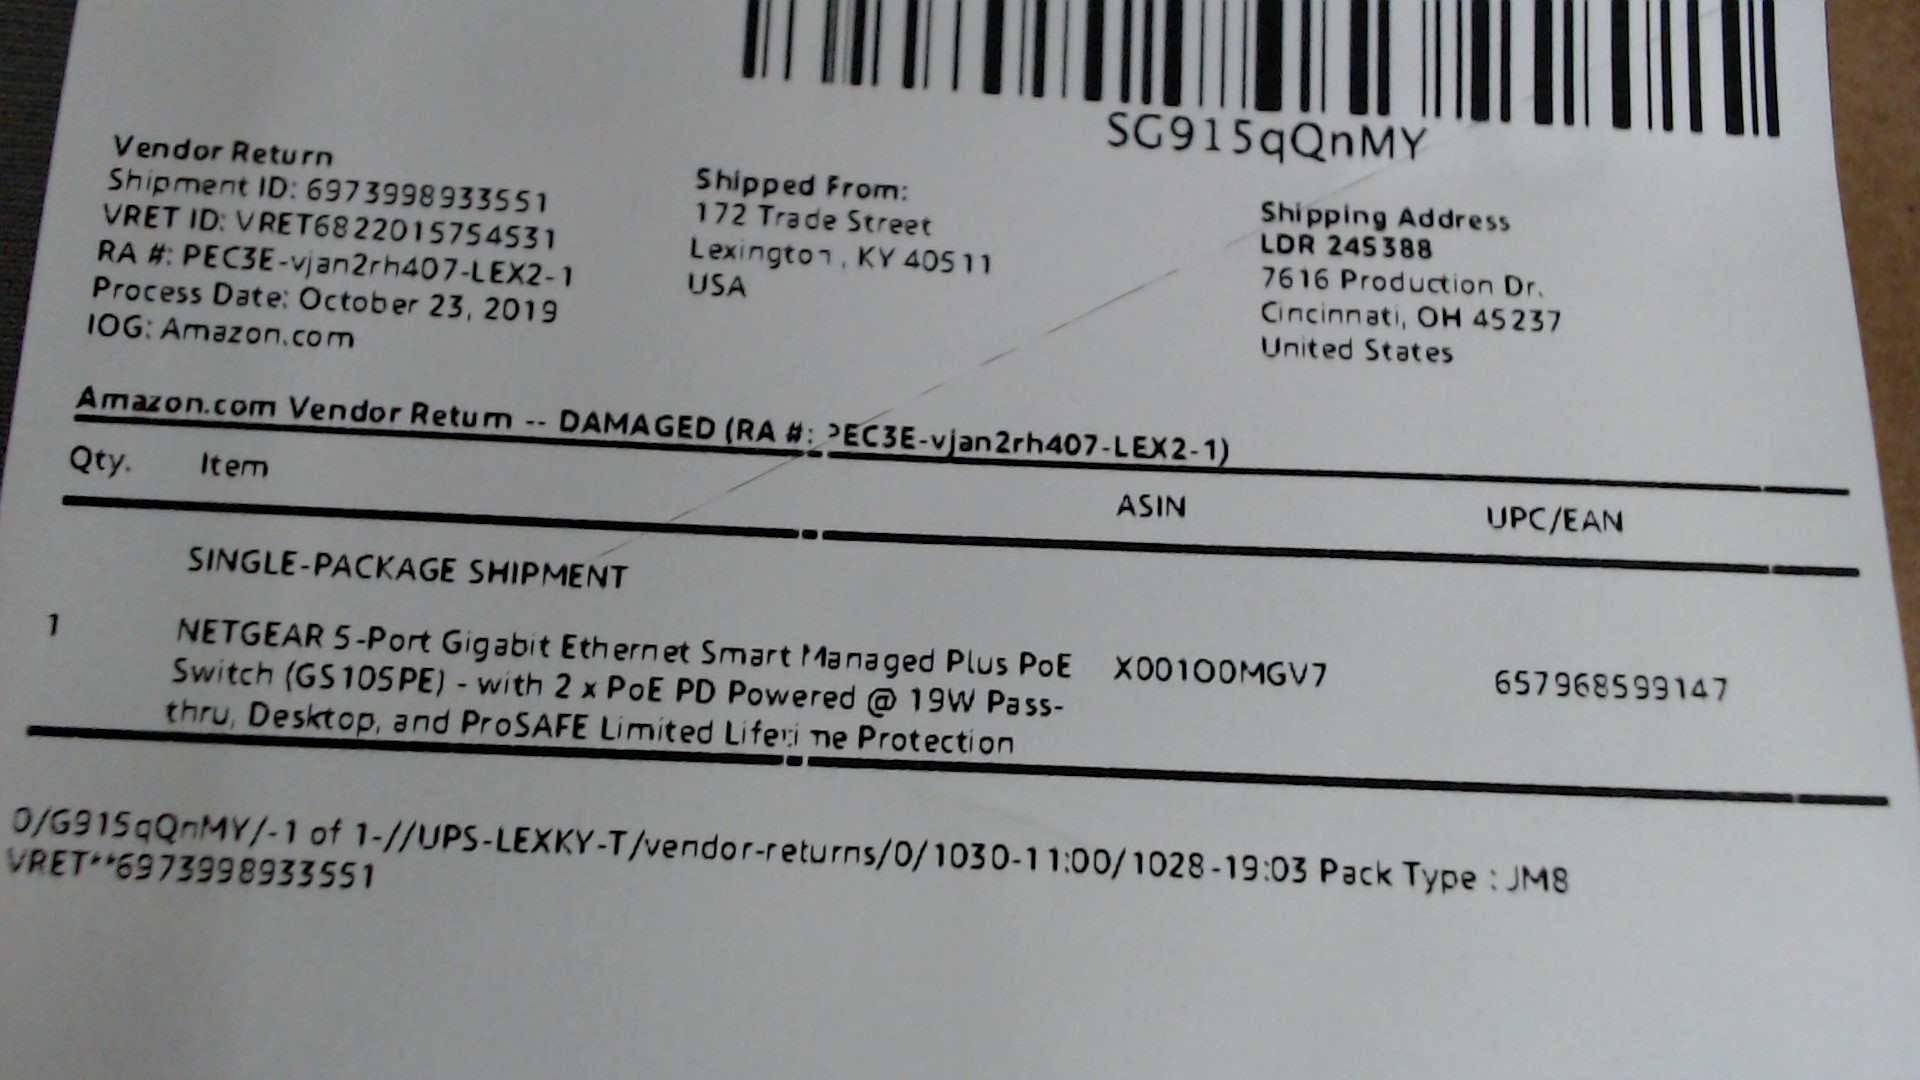 SG915qQnMY
Vendor Return
Shipment ID: 6973998933551
VRET ID: VRET6822015754531
RA #: PEC3E-vjan2rh407-LEX2-1
Process Date: October 23, 2019
IOG: Amazon.com
Shipped From:
172 Trade Street
Lexington, KY 40511
USA
Shipping Address
LDR 245388
7616 Production Dr.
Cincinnati, OH 45237
United States
Amazon.com Vendor Return -- DAMAGED (RA #: PEC3E-vjan2rh407-LEX2-1)
Qty. Item ASIN UPC/EAN
SINGLE-PACKAGE SHIPMENT
1 NETGEAR 5-Port Gigabit Ethernet Smart Managed Plus PoE X001O0MGV7 657968599147
Switch (GS105PE) - with 2 x PoE PD Powered @ 19W Pass-
thru, Desktop, and ProSAFE Limited Lifetime Protection
0/G915qQnMY/-1 of 1-//UPS-LEXKY-T/vendor-returns/0/1030-11:00/1028-19:03 Pack Type : JM8
VRET**6973998933551